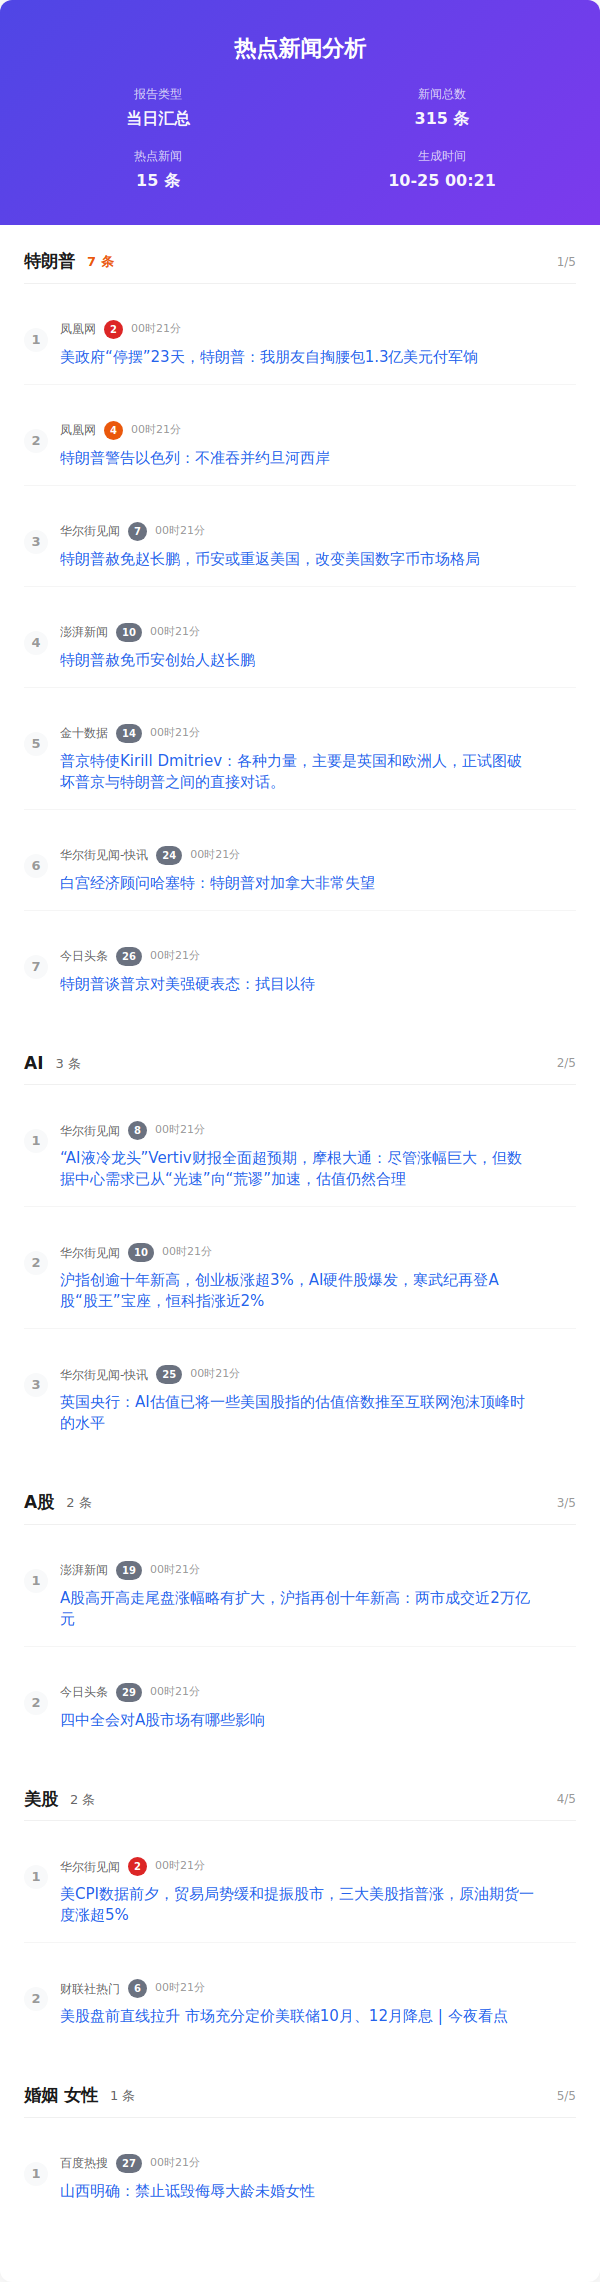 热点新闻分析
报告类型
当日汇总
新闻总数
315 条
热点新闻
15 条
生成时间
10-25 00:21
特朗普 7 条 1/5
1
凤凰网 2 00时21分
美政府“停摆”23天，特朗普：我朋友自掏腰包1.3亿美元付军饷
2
凤凰网 4 00时21分
特朗普警告以色列：不准吞并约旦河西岸
3
华尔街见闻 7 00时21分
特朗普赦免赵长鹏，币安或重返美国，改变美国数字币市场格局
4
澎湃新闻 10 00时21分
特朗普赦免币安创始人赵长鹏
5
金十数据 14 00时21分
普京特使Kirill Dmitriev：各种力量，主要是英国和欧洲人，正试图破
坏普京与特朗普之间的直接对话。
6
华尔街见闻-快讯 24 00时21分
白宫经济顾问哈塞特：特朗普对加拿大非常失望
7
今日头条 26 00时21分
特朗普谈普京对美强硬表态：拭目以待
AI 3 条 2/5
1
华尔街见闻 8 00时21分
“AI液冷龙头”Vertiv财报全面超预期，摩根大通：尽管涨幅巨大，但数
据中心需求已从“光速”向“荒谬”加速，估值仍然合理
2
华尔街见闻 10 00时21分
沪指创逾十年新高，创业板涨超3%，AI硬件股爆发，寒武纪再登A
股“股王”宝座，恒科指涨近2%
3
华尔街见闻-快讯 25 00时21分
英国央行：AI估值已将一些美国股指的估值倍数推至互联网泡沫顶峰时
的水平
A股 2 条 3/5
1
澎湃新闻 19 00时21分
A股高开高走尾盘涨幅略有扩大，沪指再创十年新高：两市成交近2万亿
元
2
今日头条 29 00时21分
四中全会对A股市场有哪些影响
美股 2 条 4/5
1
华尔街见闻 2 00时21分
美CPI数据前夕，贸易局势缓和提振股市，三大美股指普涨，原油期货一
度涨超5%
2
财联社热门 6 00时21分
美股盘前直线拉升 市场充分定价美联储10月、12月降息 | 今夜看点
婚姻 女性 1 条 5/5
1
百度热搜 27 00时21分
山西明确：禁止诋毁侮辱大龄未婚女性